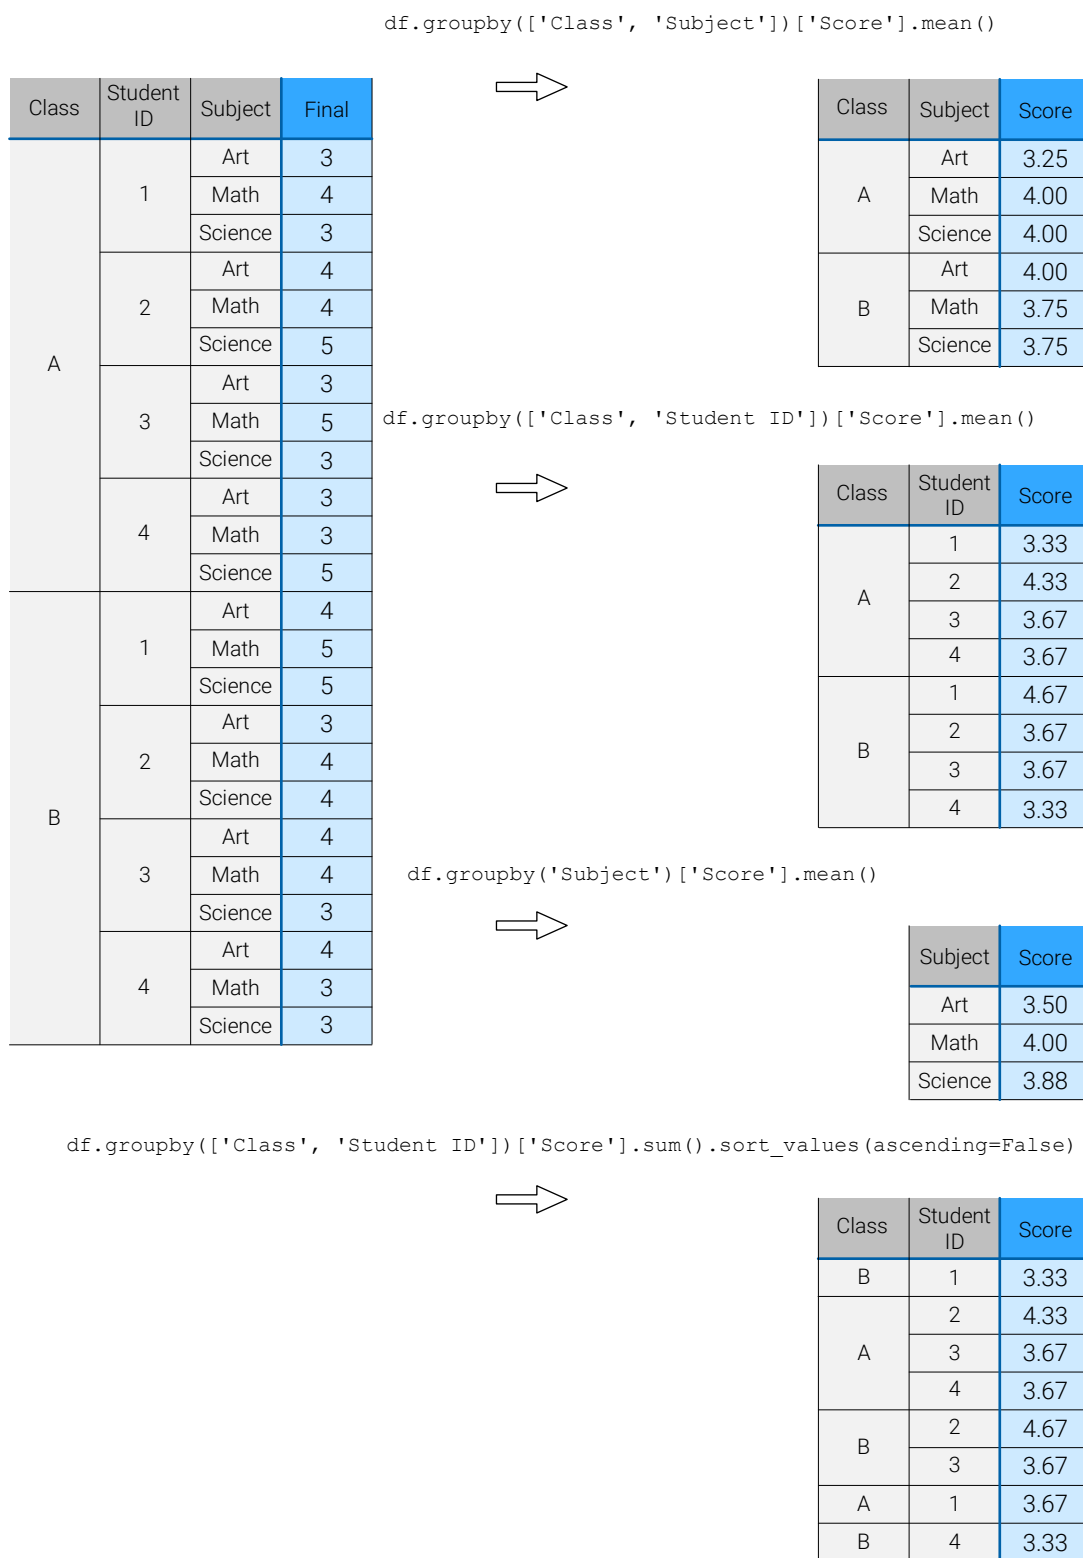 df.groupby(['Class', 'Subject'])['Score'].mean()
Class Student ID Subject Final
A 1 Art 3
Math 4
Science 3
2 Art 4
Math 4
Science 5
3 Art 3
Math 5
Science 3
4 Art 3
Math 3
Science 5
B 1 Art 4
Math 5
Science 5
2 Art 3
Math 4
Science 4
3 Art 4
Math 4
Science 3
4 Art 4
Math 3
Science 3
Class Subject Score
A Art 3.25
Math 4.00
Science 4.00
B Art 4.00
Math 3.75
Science 3.75
df.groupby(['Class', 'Student ID'])['Score'].mean()
Class Student ID Score
A 1 3.33
2 4.33
3 3.67
4 3.67
B 1 4.67
2 3.67
3 3.67
4 3.33
df.groupby('Subject')['Score'].mean()
Subject Score
Art 3.50
Math 4.00
Science 3.88
df.groupby(['Class', 'Student ID'])['Score'].sum().sort_values(ascending=False)
Class Student ID Score
B 1 3.33
A 2 4.33
3 3.67
4 3.67
B 2 4.67
3 3.67
A 1 3.67
B 4 3.33